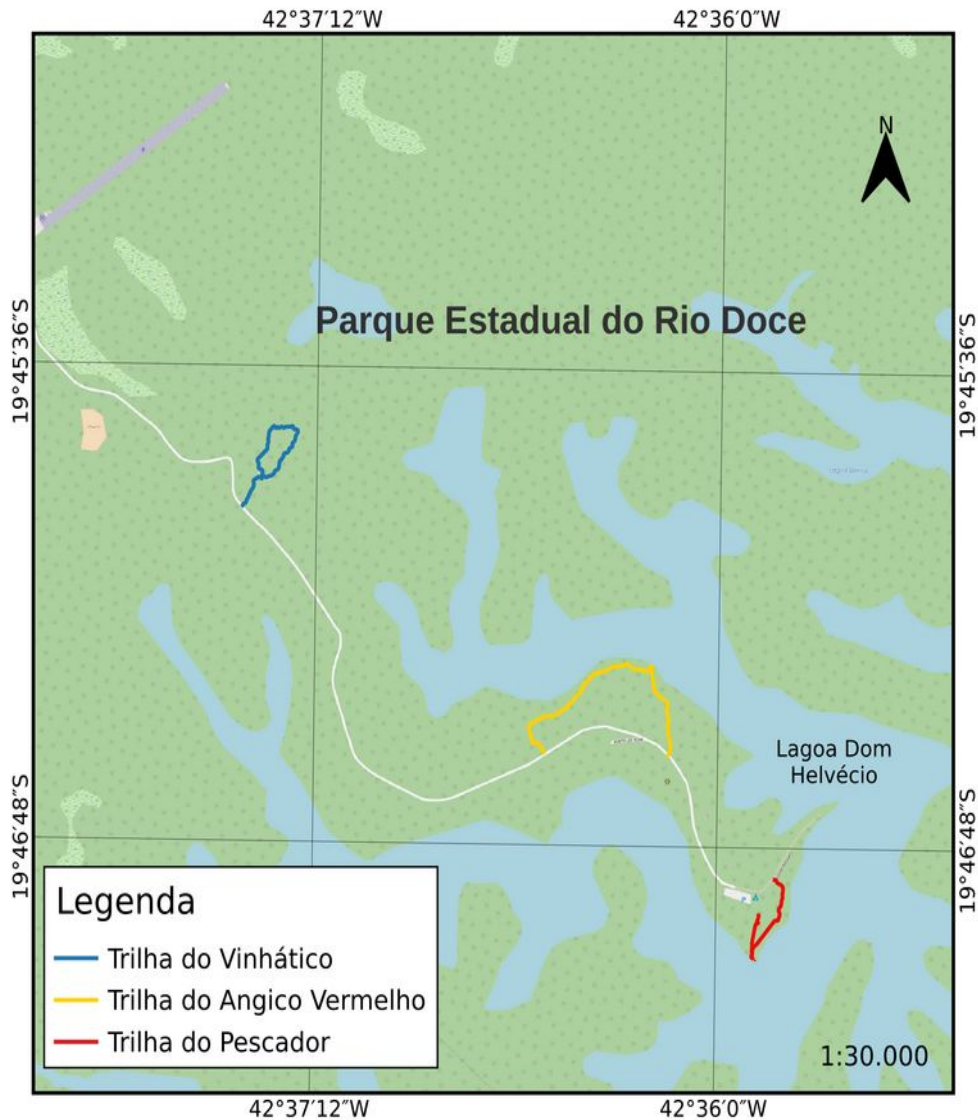 42°37′12″W
42°36′0″W
N
Parque Estadual do Rio Doce
19°45′36″S
19°45′36″S
Lagoa Dom
Helvécio
19°46′48″S
19°46′48″S
Legenda
Trilha do Vinhático
Trilha do Angico Vermelho
Trilha do Pescador
1:30.000
42°37′12″W
42°36′0″W